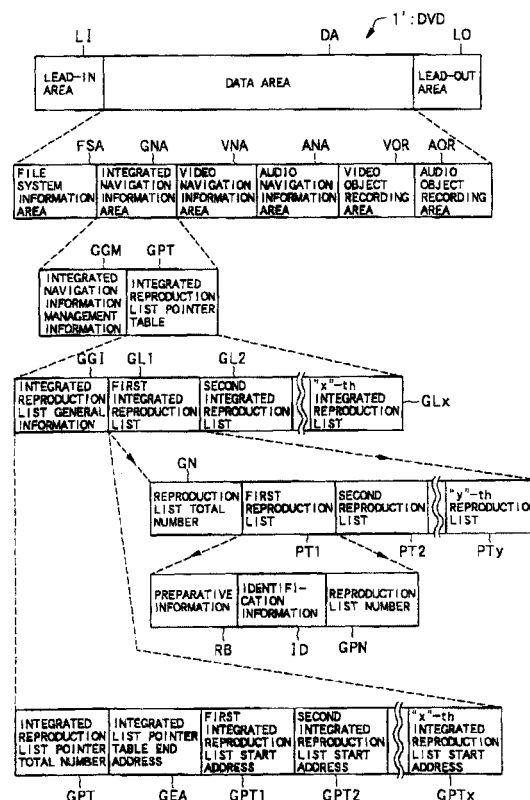 1':DVD
LI
DA
LO
LEAD-IN
AREA
DATA AREA
LEAD-OUT
AREA
FSA
GNA
VNA
ANA
VOR
AOR
FILE
SYSTEM
INFORMATION
AREA
INTEGRATED
NAVIGATION
INFORMATION
AREA
VIDEO
NAVIGATION
INFORMATION
AREA
AUDIO
NAVIGATION
INFORMATION
AREA
VIDEO
OBJECT
RECORDING
AREA
AUDIO
OBJECT
RECORDING
AREA
GGM
GPT
INTEGRATED
NAVIGATION
INFORMATION
MANAGEMENT
INFORMATION
INTEGRATED
REPRODUCTION
LIST POINTER
TABLE
GGI
GL1
GL2
INTEGRATED
REPRODUCTION
LIST GENERAL
INFORMATION
FIRST
INTEGRATED
REPRODUCTION
LIST
SECOND
INTEGRATED
REPRODUCTION
LIST
"x"-th
INTEGRATED
REPRODUCTION
LIST
GLx
GN
REPRODUCTION
LIST TOTAL
NUMBER
FIRST
REPRODUCTION
LIST
SECOND
REPRODUCTION
LIST
"y"-th
REPRODUCTION
LIST
PT1
PT2
PTy
PREPARATIVE
INFORMATION
IDENTIFI-
CATION
INFORMATION
REPRODUCTION
LIST NUMBER
RB
ID
GPN
INTEGRATED
REPRODUCTION
LIST POINTER
TOTAL NUMBER
INTEGRATED
LIST POINTER
TABLE END
ADDRESS
FIRST
INTEGRATED
REPRODUCTION
LIST START
ADDRESS
SECOND
INTEGRATED
REPRODUCTION
LIST START
ADDRESS
"x"-th
INTEGRATED
REPRODUCTION
LIST START
ADDRESS
GPT
GEA
GPT1
GPT2
GPTx